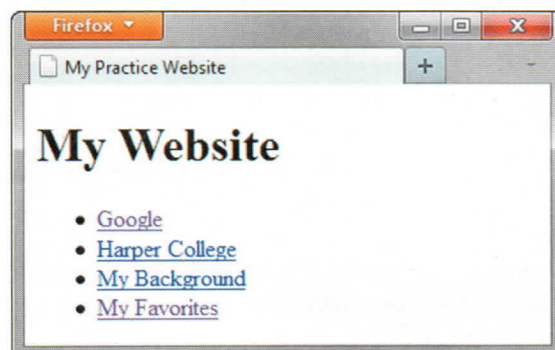 Firefox
My Practice Website
My Website
Google
Harper College
My Background
My Favorites